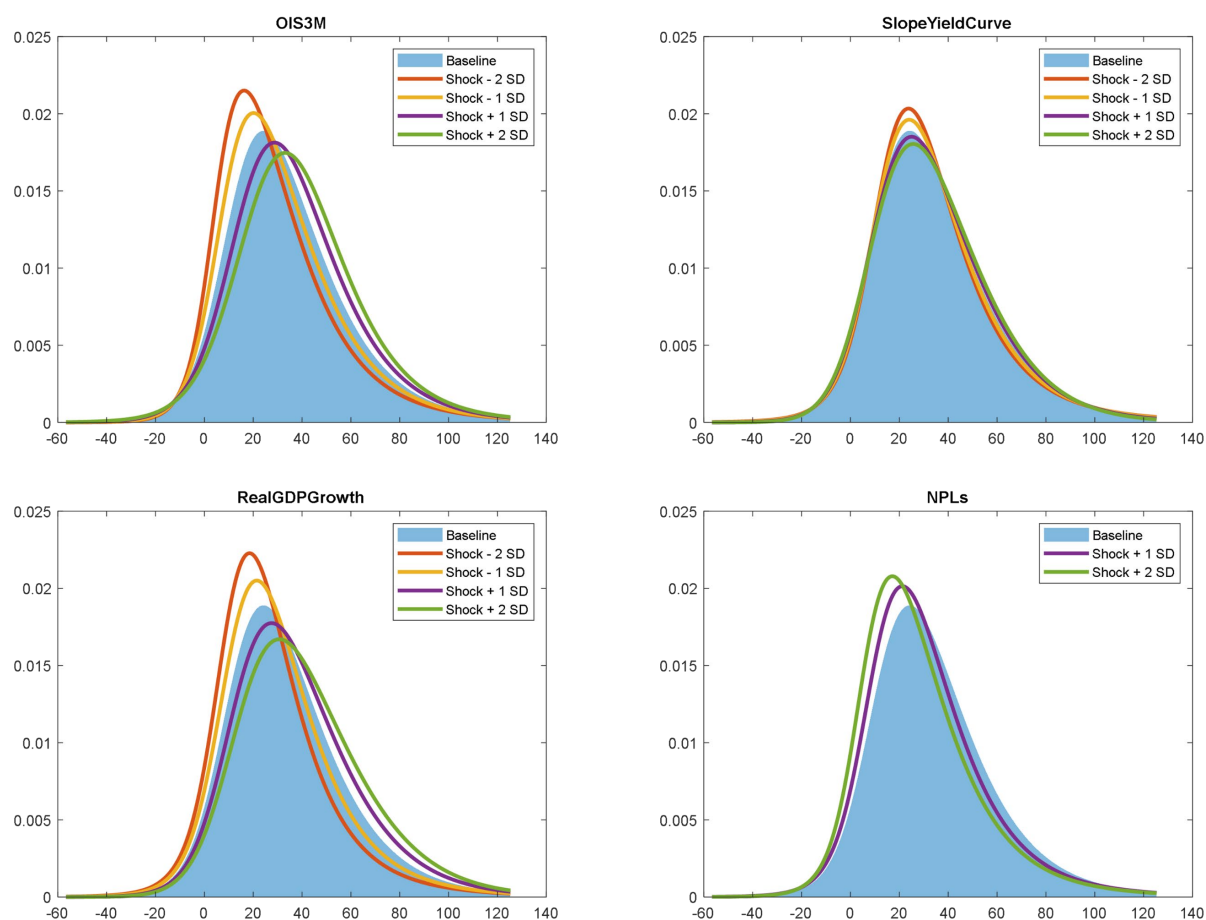 OIS3M
0.025
0.02
0.015
0.01
0.005
0
-60 -40 -20 0 20 40 60 80 100 120 140
Baseline
Shock - 2 SD
Shock - 1 SD
Shock + 1 SD
Shock + 2 SD
SlopeYieldCurve
0.025
0.02
0.015
0.01
0.005
0
-60 -40 -20 0 20 40 60 80 100 120 140
Baseline
Shock - 2 SD
Shock - 1 SD
Shock + 1 SD
Shock + 2 SD
RealGDPGrowth
0.025
0.02
0.015
0.01
0.005
0
-60 -40 -20 0 20 40 60 80 100 120 140
Baseline
Shock - 2 SD
Shock - 1 SD
Shock + 1 SD
Shock + 2 SD
NPLs
0.025
0.02
0.015
0.01
0.005
0
-60 -40 -20 0 20 40 60 80 100 120 140
Baseline
Shock + 1 SD
Shock + 2 SD